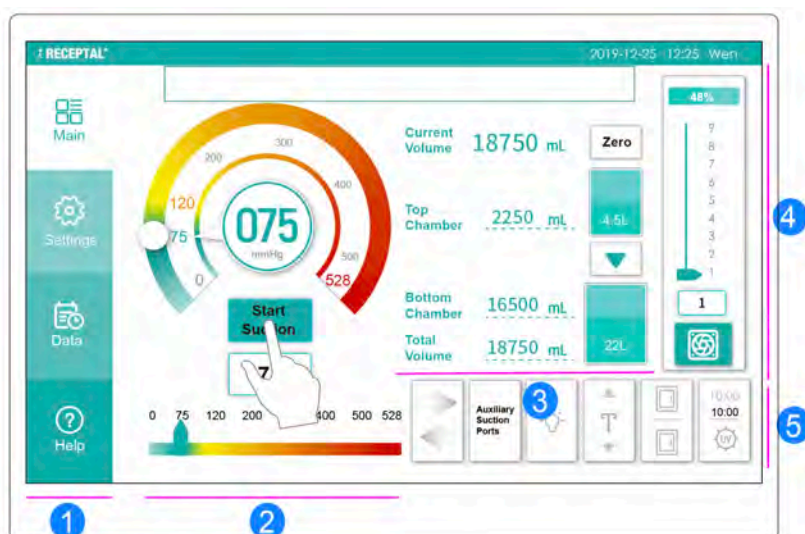 RECEPTAL
2019-12-25 12:25 Wen
Main
Settings
Data
Help
0
75
120
200
300
400
500
528
075
mmHg
Start
Suction
7
0 75 120 200 400 500 528
Current
Volume 18750 mL Zero
Top
Chamber 2250 mL 4.5L
Bottom
Chamber 16500 mL
Total
Volume 18750 mL 22L
48%
9
8
7
6
5
4
3
2
1
1
Auxiliary
Suction
Ports
10:00
10:00
UV
1
2
3
4
5